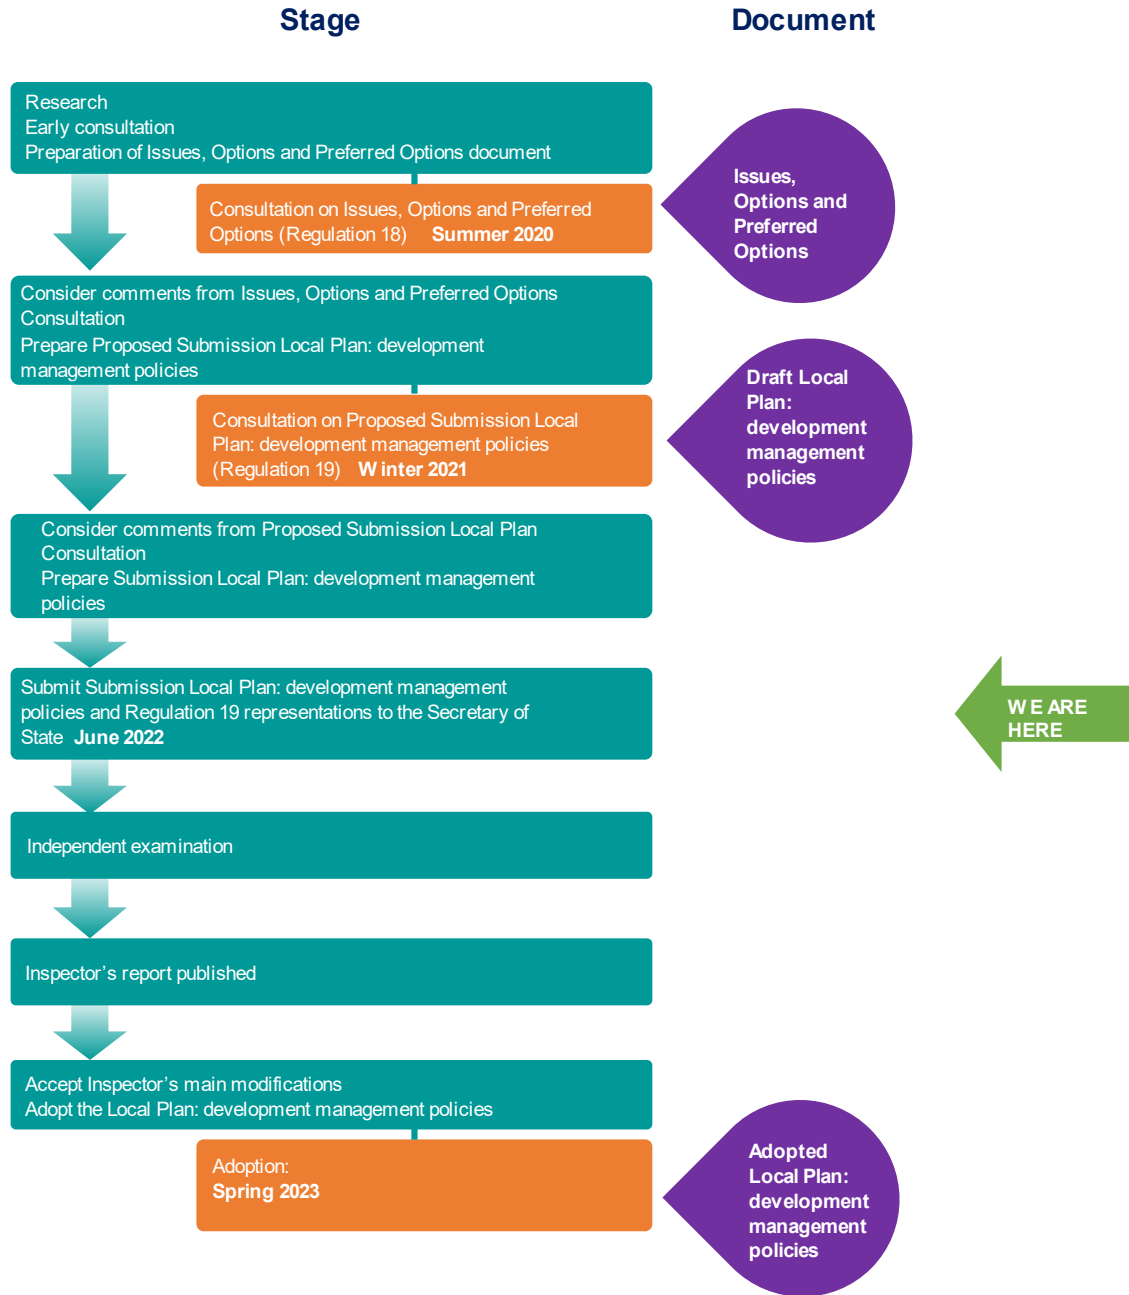 Stage
Document
Research
Early consultation
Preparation of Issues, Options and Preferred Options document
Issues,
Options and
Preferred
Options
Consultation on Issues, Options and Preferred
Options (Regulation 18) Summer 2020
Consider comments from Issues, Options and Preferred Options
Consultation
Prepare Proposed Submission Local Plan: development
management policies
Draft Local
Plan:
development
management
policies
Consultation on Proposed Submission Local
Plan: development management policies
(Regulation 19) Winter 2021
Consider comments from Proposed Submission Local Plan
Consultation
Prepare Submission Local Plan: development management
policies
Submit Submission Local Plan: development management
policies and Regulation 19 representations to the Secretary of
State June 2022
WE ARE
HERE
Independent examination
Inspector’s report published
Accept Inspector’s main modifications
Adopt the Local Plan: development management policies
Adoption:
Spring 2023
Adopted
Local Plan:
development
management
policies